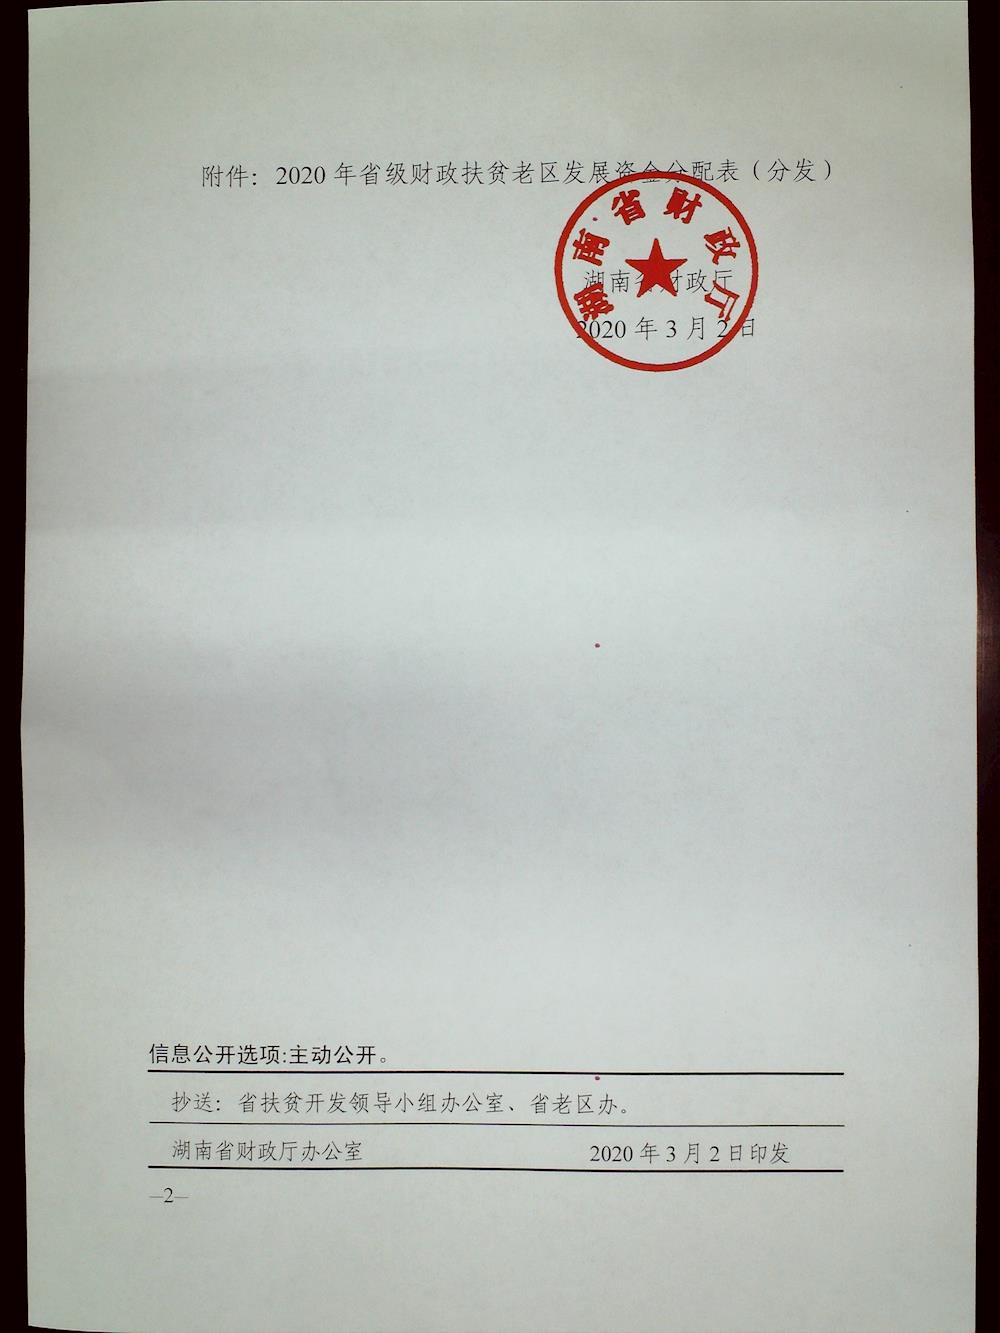 附件：2020年省级财政扶贫老区发展资金分配表（分发）
湖南省财政厅
湖南省财政厅
2020年3月2日
信息公开选项:主动公开。
抄送：省扶贫开发领导小组办公室、省老区办。
湖南省财政厅办公室 2020年3月2日印发
—2—